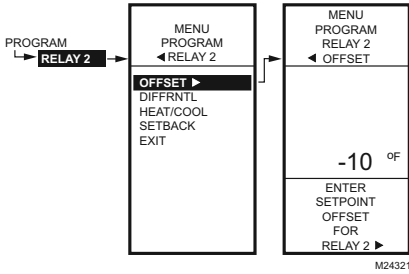 PROGRAM
RELAY 2
MENU
PROGRAM
◄RELAY 2
OFFSET ►
DIFFRNTL
HEAT/COOL
SETBACK
EXIT
MENU
PROGRAM
RELAY 2
◄ OFFSET
-10 °F
ENTER
SETPOINT
OFFSET
FOR
RELAY 2 ►
M24321